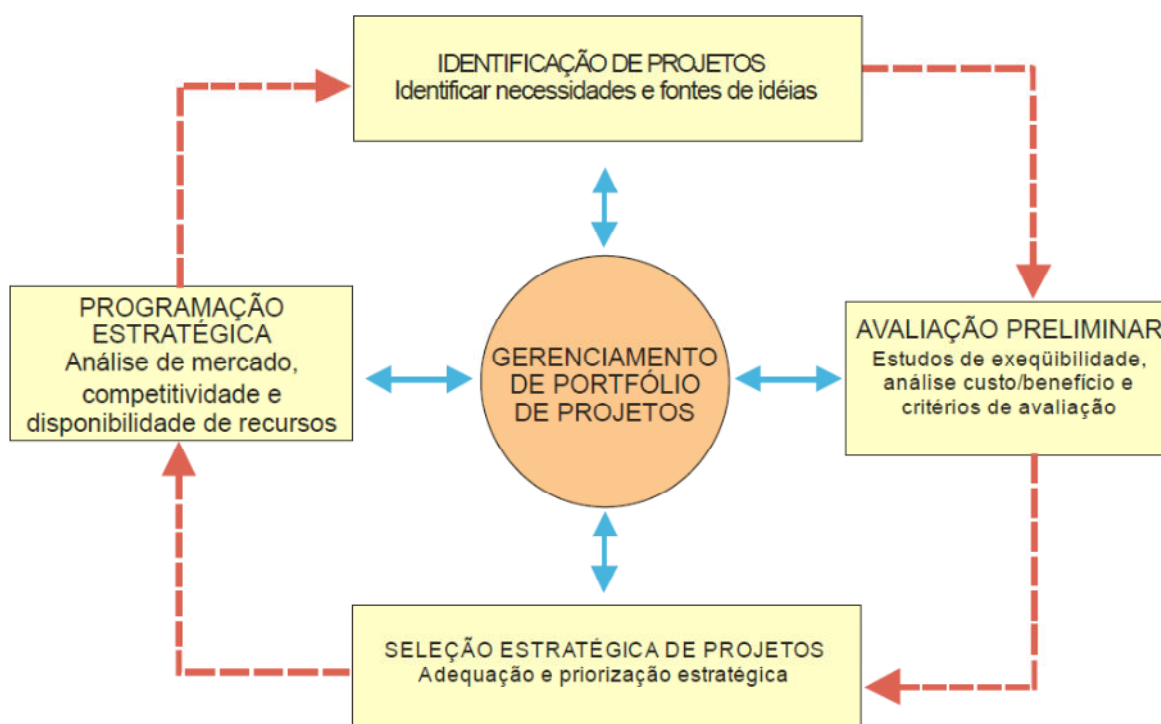 IDENTIFICAÇÃO DE PROJETOS
Identificar necessidades e fontes de idéias
PROGRAMAÇÃO
ESTRATÉGICA
Análise de mercado,
competitividade e
disponibilidade de recursos
GERENCIAMENTO
DE PORTFÓLIO
DE PROJETOS
AVALIAÇÃO PRELIMINAR
Estudos de exeqüibilidade,
análise custo/benefício e
critérios de avaliação
SELEÇÃO ESTRATÉGICA DE PROJETOS
Adequação e priorização estratégica